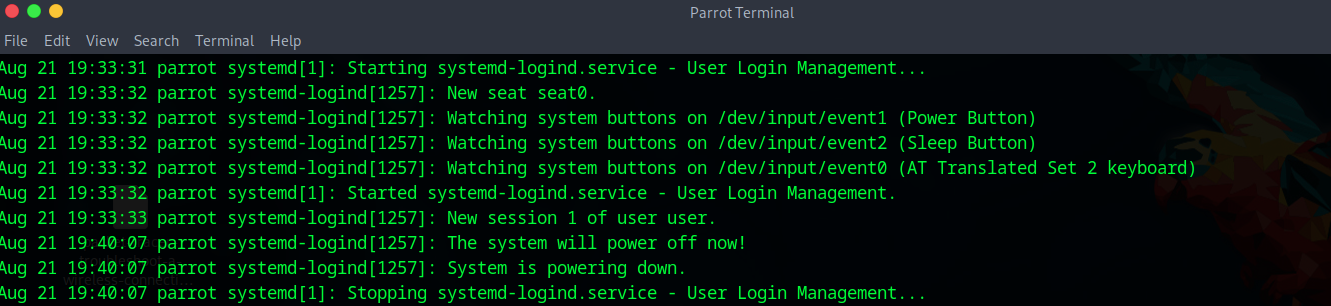 Parrot Terminal
File Edit View Search Terminal Help
Aug 21 19:33:31 parrot systemd[1]: Starting systemd-logind.service - User Login Management...
Aug 21 19:33:32 parrot systemd-logind[1257]: New seat seat0.
Aug 21 19:33:32 parrot systemd-logind[1257]: Watching system buttons on /dev/input/event1 (Power Button)
Aug 21 19:33:32 parrot systemd-logind[1257]: Watching system buttons on /dev/input/event2 (Sleep Button)
Aug 21 19:33:32 parrot systemd-logind[1257]: Watching system buttons on /dev/input/event0 (AT Translated Set 2 keyboard)
Aug 21 19:33:32 parrot systemd[1]: Started systemd-logind.service - User Login Management.
Aug 21 19:33:33 parrot systemd-logind[1257]: New session 1 of user user.
Aug 21 19:40:07 parrot systemd-logind[1257]: The system will power off now!
Aug 21 19:40:07 parrot systemd-logind[1257]: System is powering down.
Aug 21 19:40:07 parrot systemd[1]: Stopping systemd-logind.service - User Login Management...